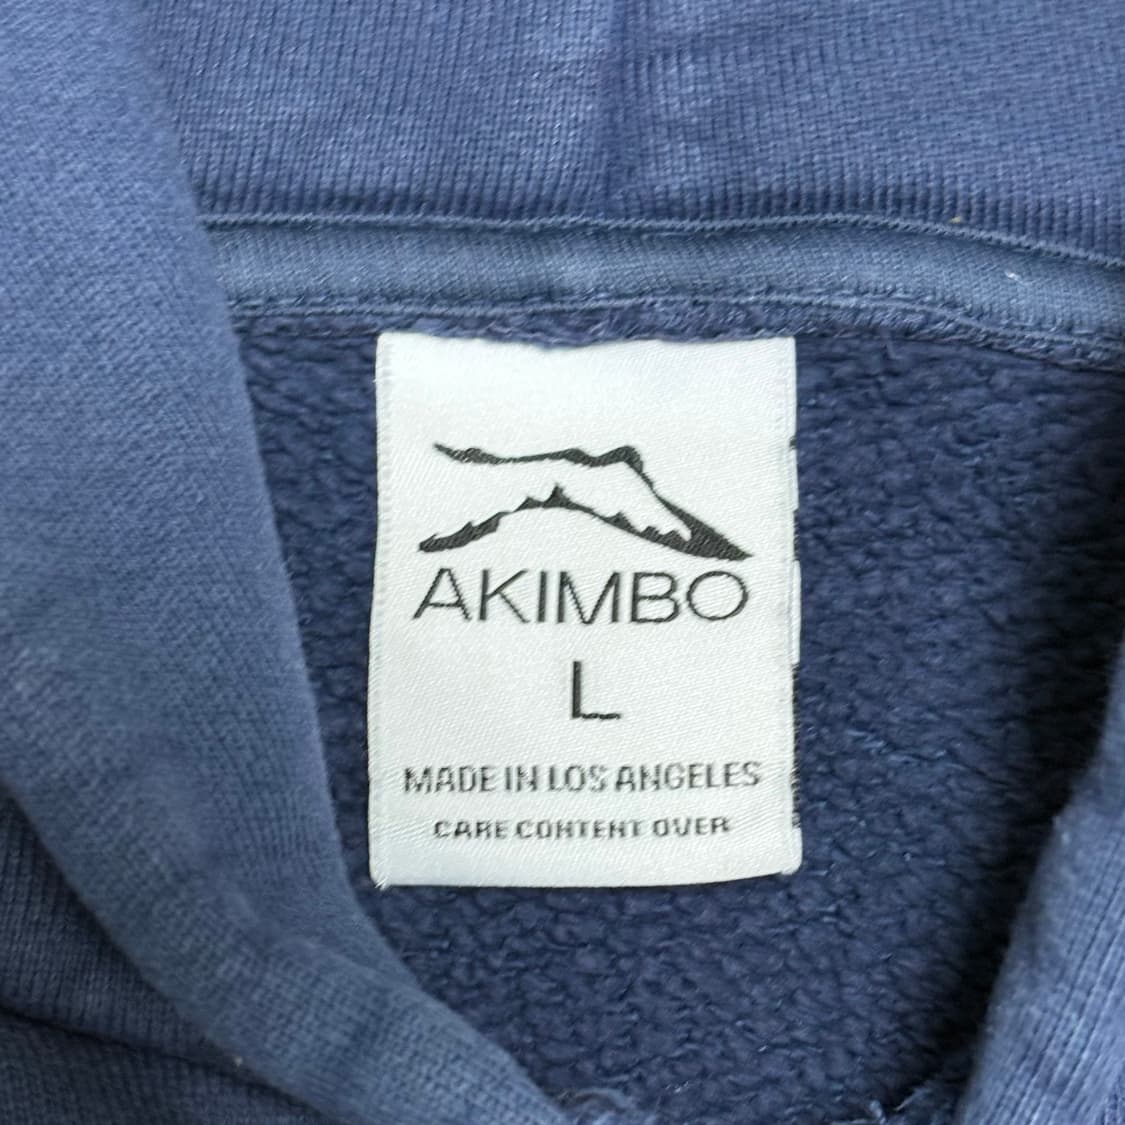 AKIMBO
L
MADE IN LOS ANGELES
CARE CONTENT OVER